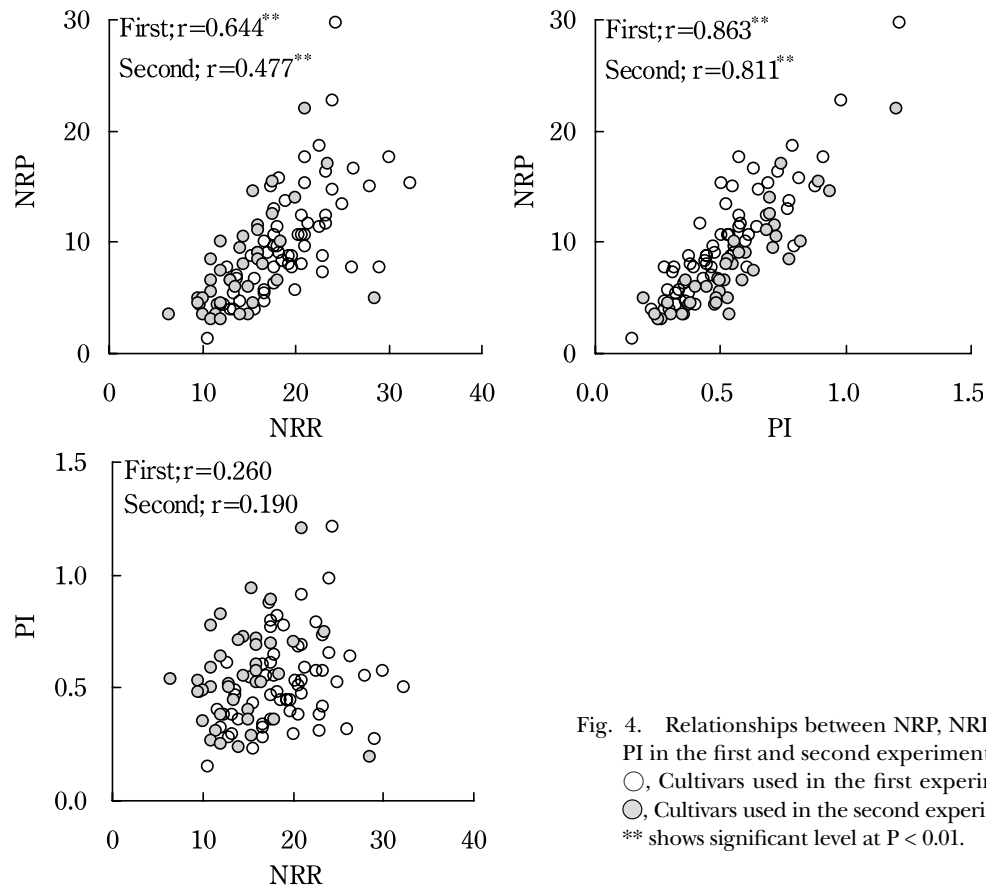 30
First; r=0.644**
Second; r=0.477**
20
NRP
10
0
0 10 20 30 40
NRR
30
First; r=0.863**
Second; r=0.811**
20
NRP
10
0
0.0 0.5 1.0 1.5
PI
1.5
First; r=0.260
Second; r=0.190
1.0
PI
0.5
0.0
0 10 20 30 40
NRR
Fig. 4. Relationships between NRP,
PI in the first and second
○, Cultivars used in the first
●, Cultivars used in the second
** shows significant level at P < 0.01.